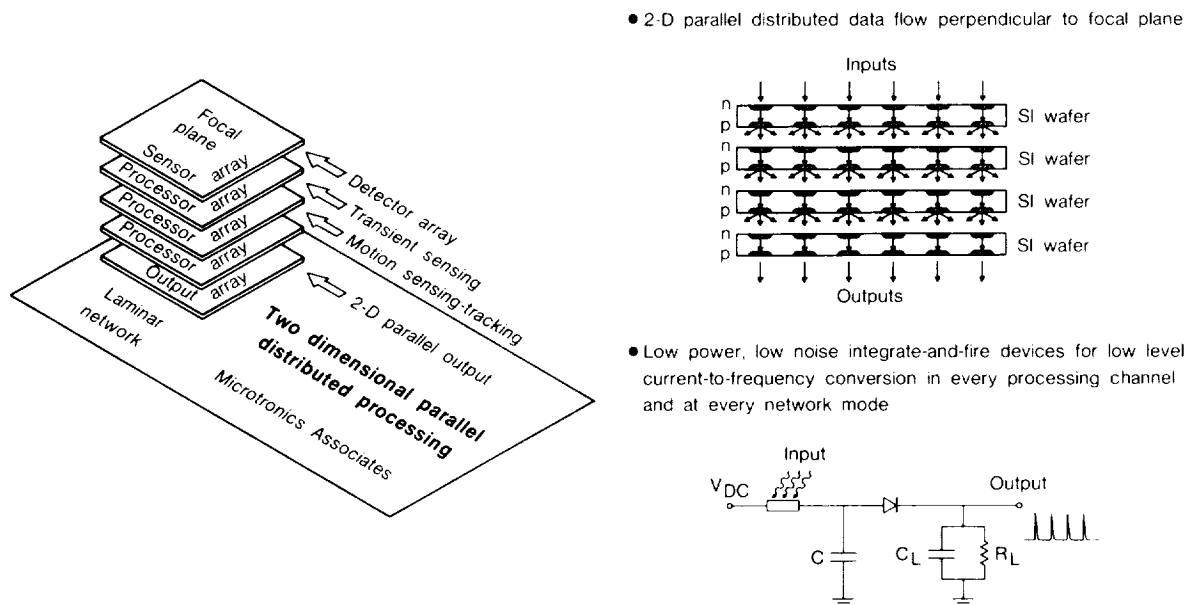 Focal
plane
Sensor array
Processor array
Processor array
Processor array
Output array
Detector array
Transient sensing
Motion sensing-tracking
2-D parallel output
Laminar
network
Two dimensional parallel
distributed processing
Microtronics Associates
● 2-D parallel distributed data flow perpendicular to focal plane
Inputs
n
p
SI wafer
n
p
SI wafer
n
p
SI wafer
n
p
SI wafer
Outputs
● Low power, low noise integrate-and-fire devices for low level
current-to-frequency conversion in every processing channel
and at every network mode
Input
VDC
Output
C
CL
RL